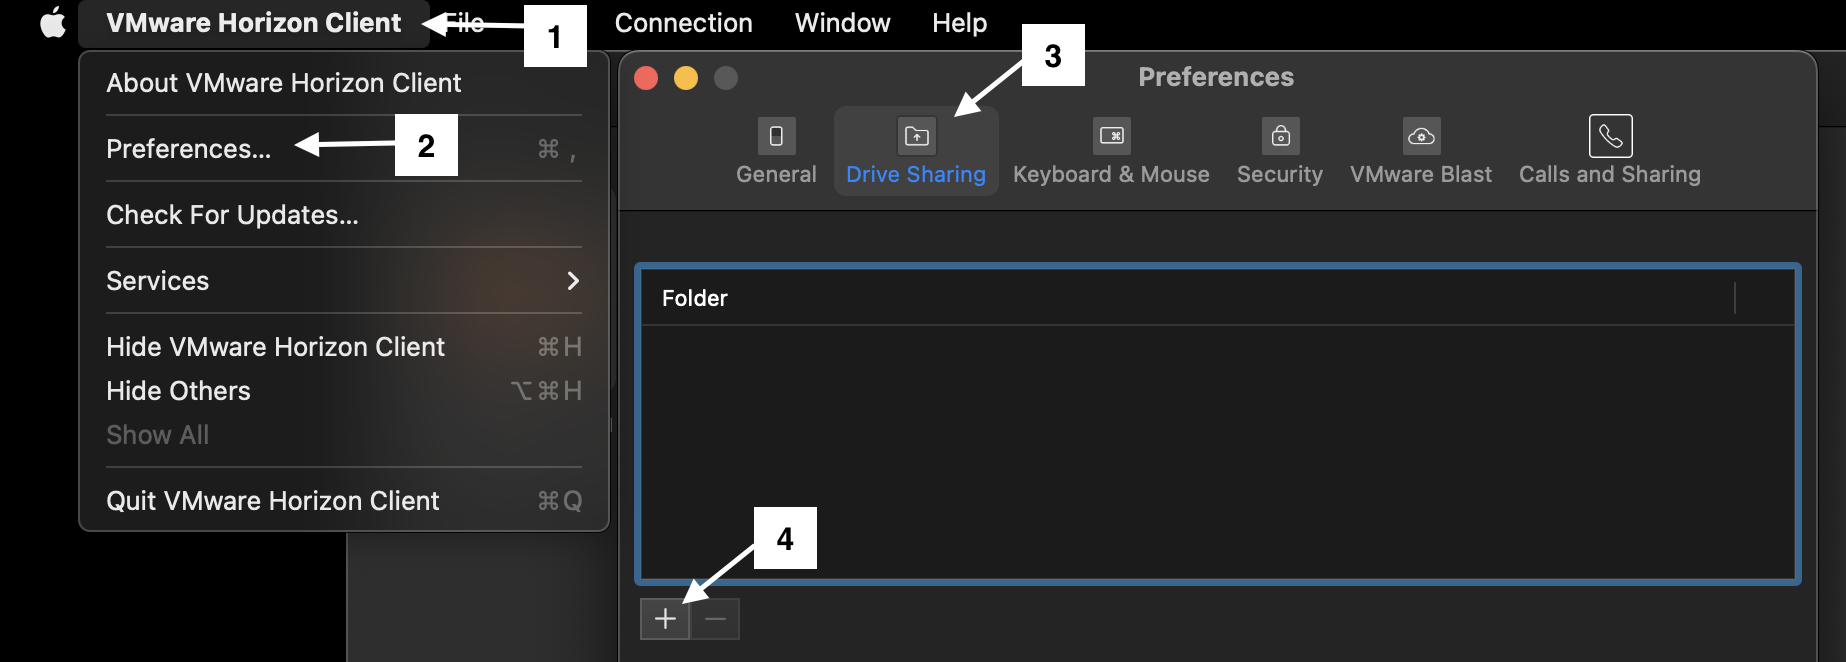 VMware Horizon Client File Connection Window Help
1
About VMware Horizon Client
Preferences... ⌘ ,
2
Check For Updates...
Services
Hide VMware Horizon Client ⌘H
Hide Others ⌥⌘H
Show All
Quit VMware Horizon Client ⌘Q
3
Preferences
General Drive Sharing Keyboard & Mouse Security VMware Blast Calls and Sharing
Folder
4
+ −